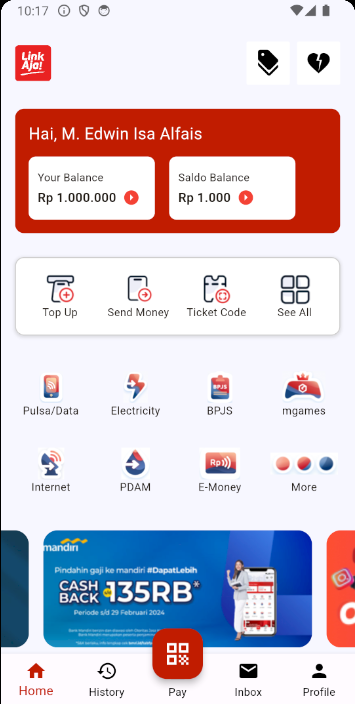 10:17
Link
Aja!
Hai, M. Edwin Isa Alfais
Your Balance
Saldo Balance
Rp 1.000.000
Rp 1.000
Top Up
Send Money
Ticket Code
See All
BPJS
Pulsa/Data
Electricity
BPJS
mgames
Rp
Internet
PDAM
E-Money
More
mandiri
Pindahin gaji ke mandiri #DapatLebih
CASH
BACK
135RB*
Periode s/d 29 Februari 2024
Home
History
Pay
Inbox
Profile